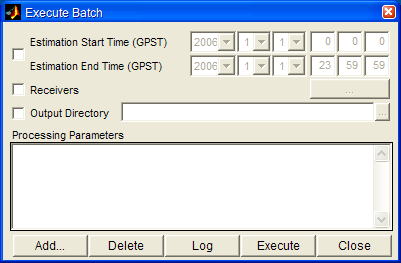 Execute Batch
Estimation Start Time (GPST) 2006 1 1 0 0 0
Estimation End Time (GPST) 2006 1 1 23 59 59
Receivers ...
Output Directory ...
Processing Parameters
Add... Delete Log Execute Close